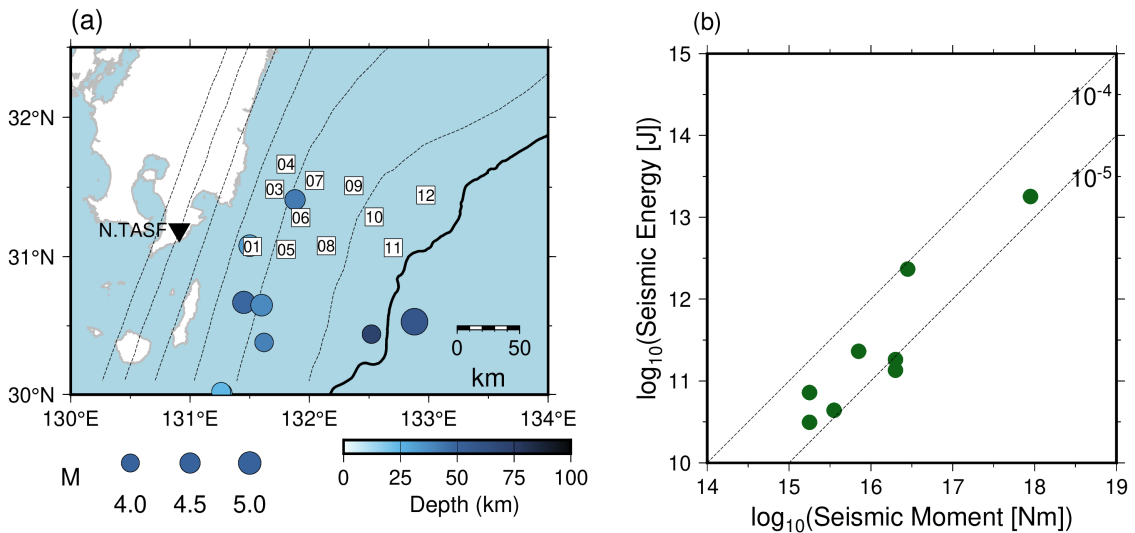 (a)
32°N
31°N
30°N
130°E
131°E
132°E
133°E
134°E
N.TASF
04
03
07
09
12
06
10
01
05
08
11
0
50
km
M
4.0
4.5
5.0
0
25
50
75
100
Depth (km)
(b)
log10(Seismic Energy [J])
15
14
13
12
11
10
10-4
10-5
14
15
16
17
18
19
log10(Seismic Moment [Nm])